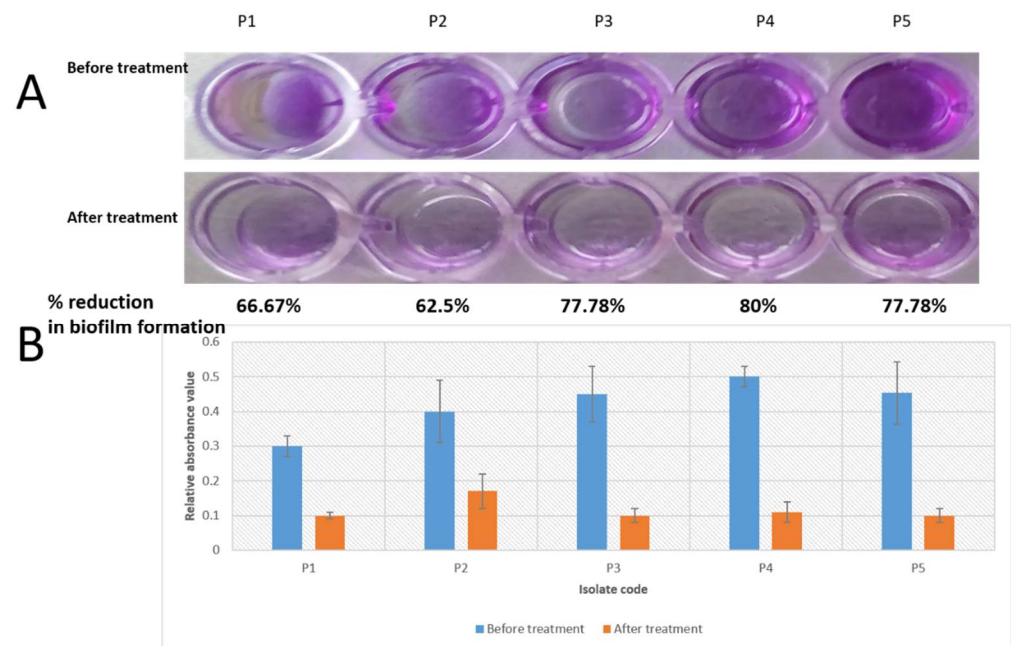 P1 P2 P3 P4 P5
A
Before treatment
After treatment
% reduction
in biofilm formation
66.67% 62.5% 77.78% 80% 77.78%
B
0.6
0.5
0.4
0.3
0.2
0.1
0
Relative absorbance value
P1 P2 P3 P4 P5
Isolate code
Before treatment After treatment